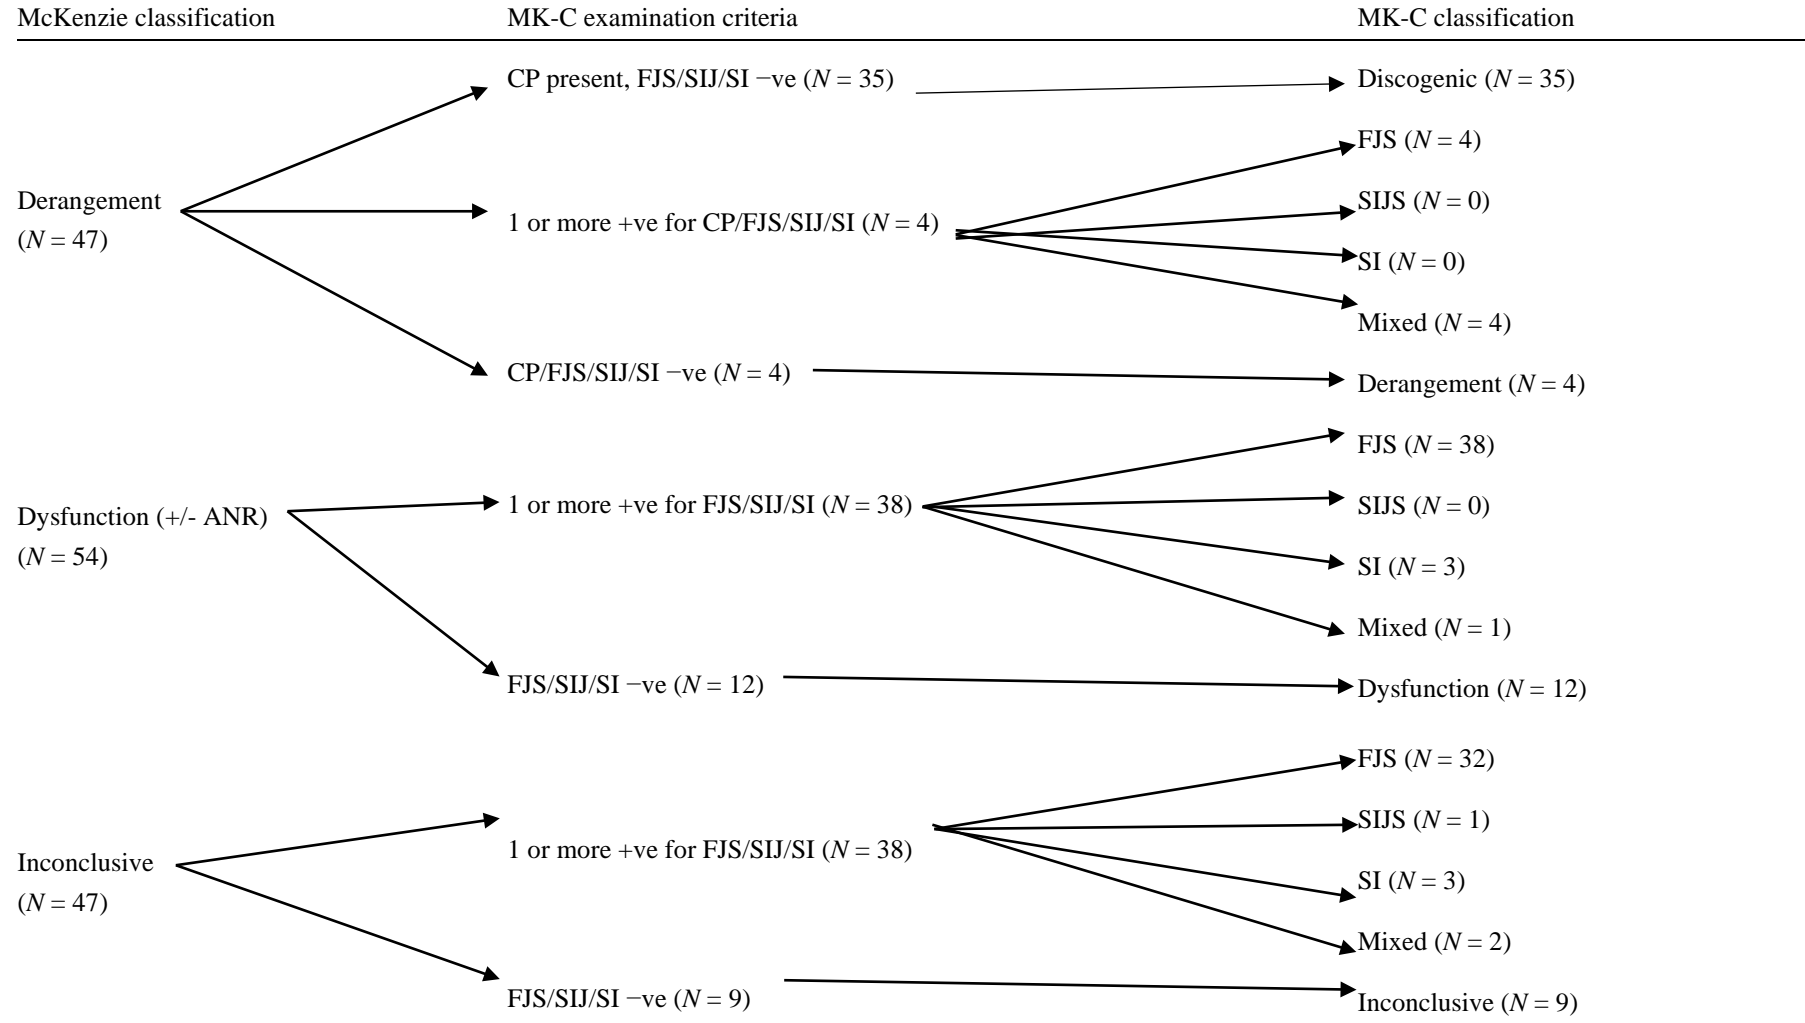 McKenzie classification
MK-C examination criteria
MK-C classification
CP present, FJS/SIJ/SI −ve (N = 35)
Discogenic (N = 35)
FJS (N = 4)
Derangement
(N = 47)
1 or more +ve for CP/FJS/SIJ/SI (N = 4)
SIJS (N = 0)
SI (N = 0)
Mixed (N = 4)
CP/FJS/SIJ/SI −ve (N = 4)
Derangement (N = 4)
FJS (N = 38)
Dysfunction (+/- ANR)
(N = 54)
1 or more +ve for FJS/SIJ/SI (N = 38)
SIJS (N = 0)
SI (N = 3)
Mixed (N = 1)
FJS/SIJ/SI −ve (N = 12)
Dysfunction (N = 12)
FJS (N = 32)
SIJS (N = 1)
Inconclusive
(N = 47)
1 or more +ve for FJS/SIJ/SI (N = 38)
SI (N = 3)
Mixed (N = 2)
FJS/SIJ/SI −ve (N = 9)
Inconclusive (N = 9)